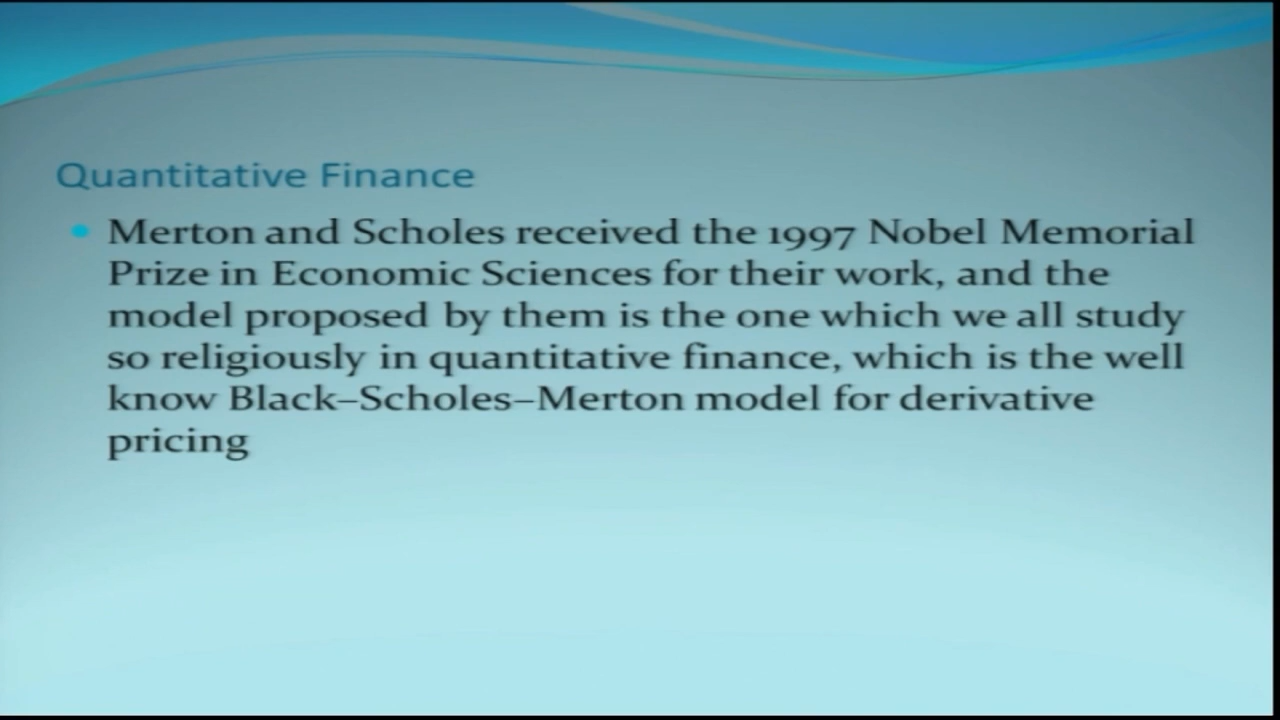 Quantitative Finance
Merton and Scholes received the 1997 Nobel Memorial
Prize in Economic Sciences for their work, and the
model proposed by them is the one which we all study
so religiously in quantitative finance, which is the well
know Black–Scholes–Merton model for derivative
pricing